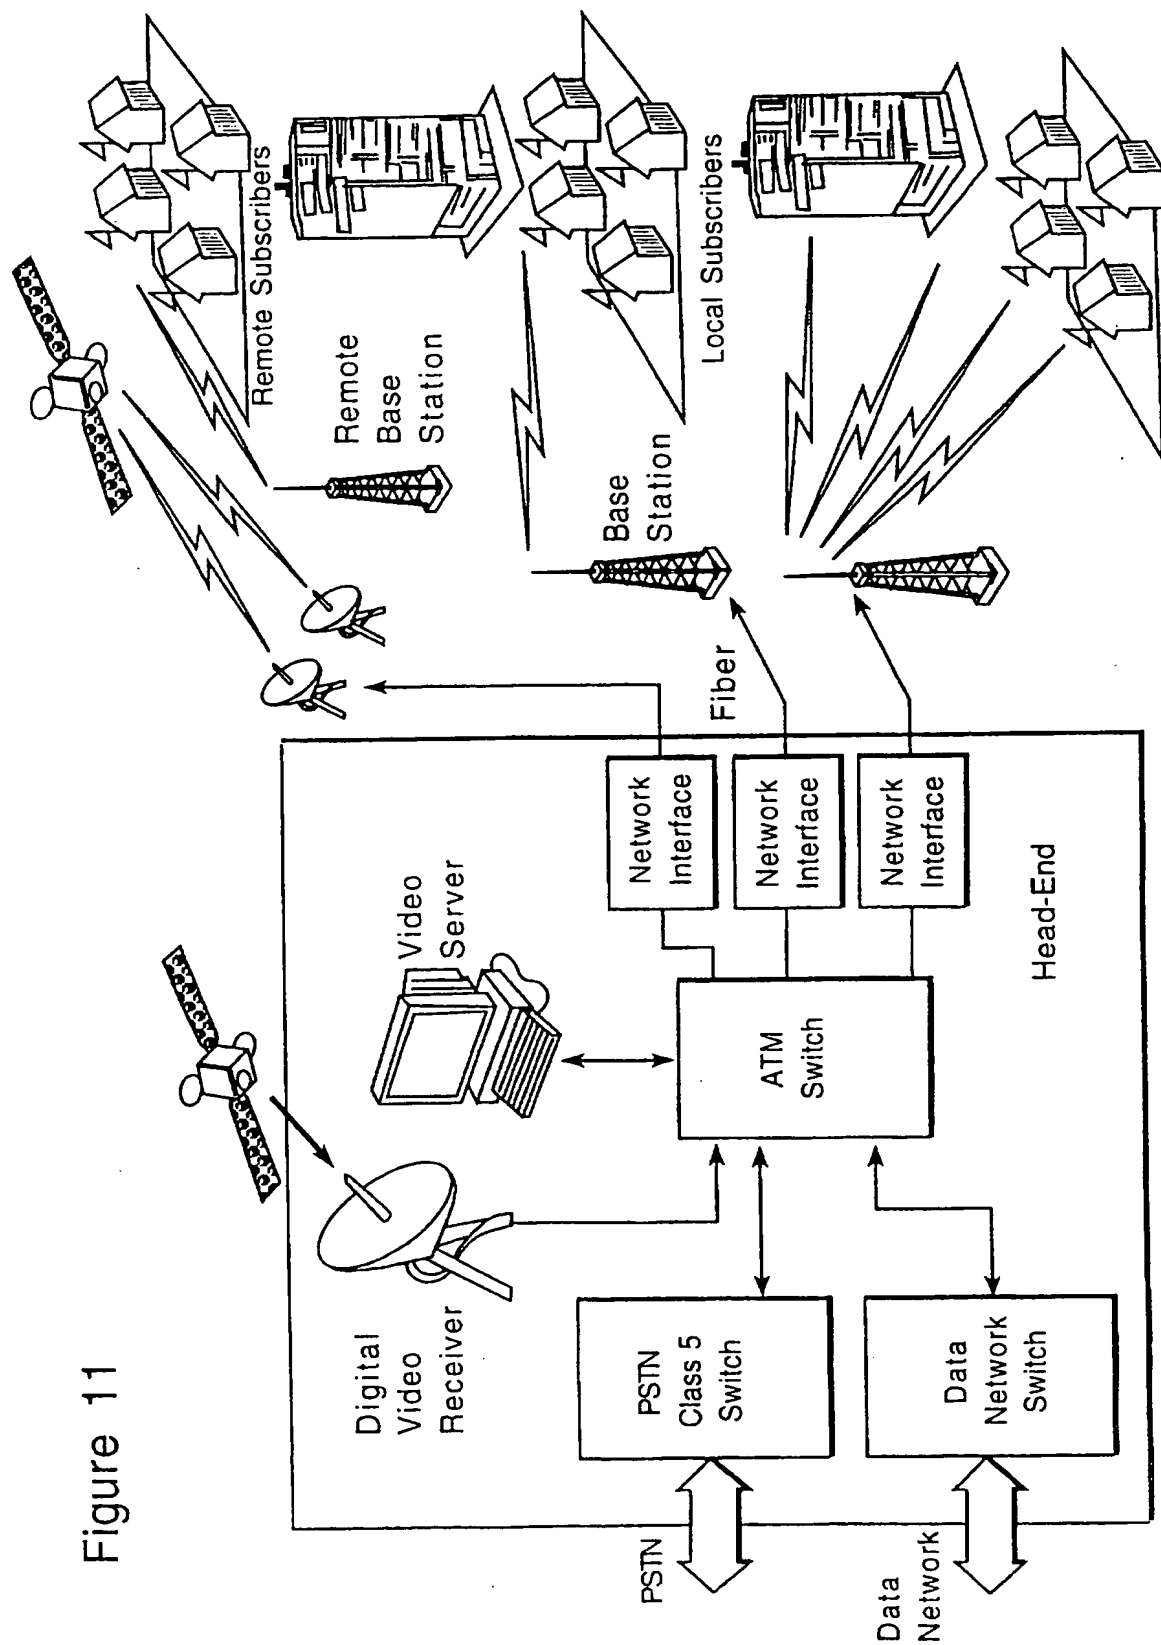 Figure 11
Digital
Video
Receiver
Video
Server
PSTN
PSTN
Class 5
Switch
Data
Network
Data
Network
Switch
ATM
Switch
Network
Interface
Network
Interface
Network
Interface
Head-End
Fiber
Remote
Base
Station
Base
Station
Remote Subscribers
Local Subscribers